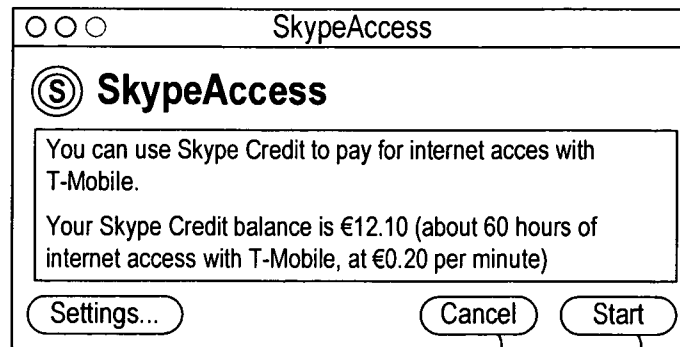 SkypeAccess
S SkypeAccess
You can use Skype Credit to pay for internet acces with
T-Mobile.
Your Skype Credit balance is €12.10 (about 60 hours of
internet access with T-Mobile, at €0.20 per minute)
Settings... Cancel Start